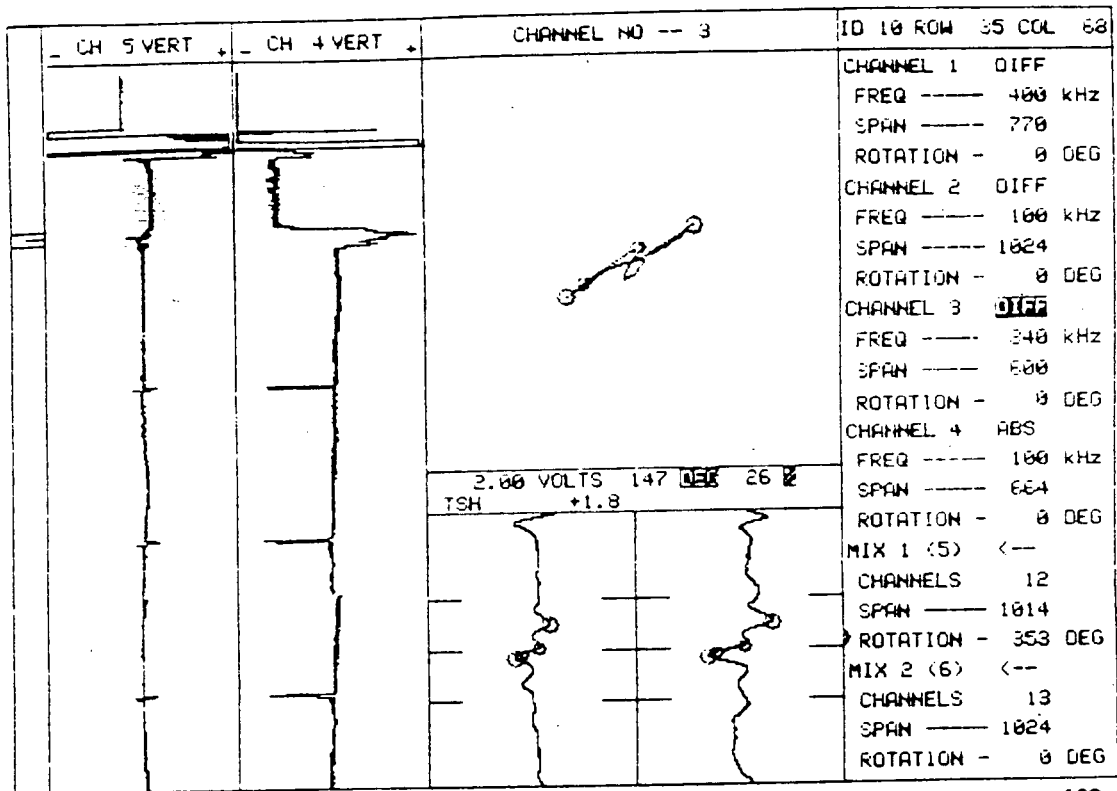 - CH 5 VERT +
- CH 4 VERT +
CHANNEL NO -- 3
ID 10 ROW 35 COL 68
CHANNEL 1 DIFF
FREQ ----- 400 kHz
SPAN ----- 770
ROTATION - 0 DEG
CHANNEL 2 DIFF
FREQ ----- 100 kHz
SPAN ----- 1024
ROTATION - 0 DEG
CHANNEL 3 DIFF
FREQ ----- 340 kHz
SPAN ----- 600
ROTATION - 0 DEG
CHANNEL 4 ABS
FREQ ----- 100 kHz
SPAN ----- 664
ROTATION - 0 DEG
MIX 1 (5) <--
CHANNELS 12
SPAN ----- 1014
ROTATION - 353 DEG
MIX 2 (6) <--
CHANNELS 13
SPAN ----- 1024
ROTATION - 0 DEG
2.00 VOLTS 147 DEG 26 %
TSH +1.8